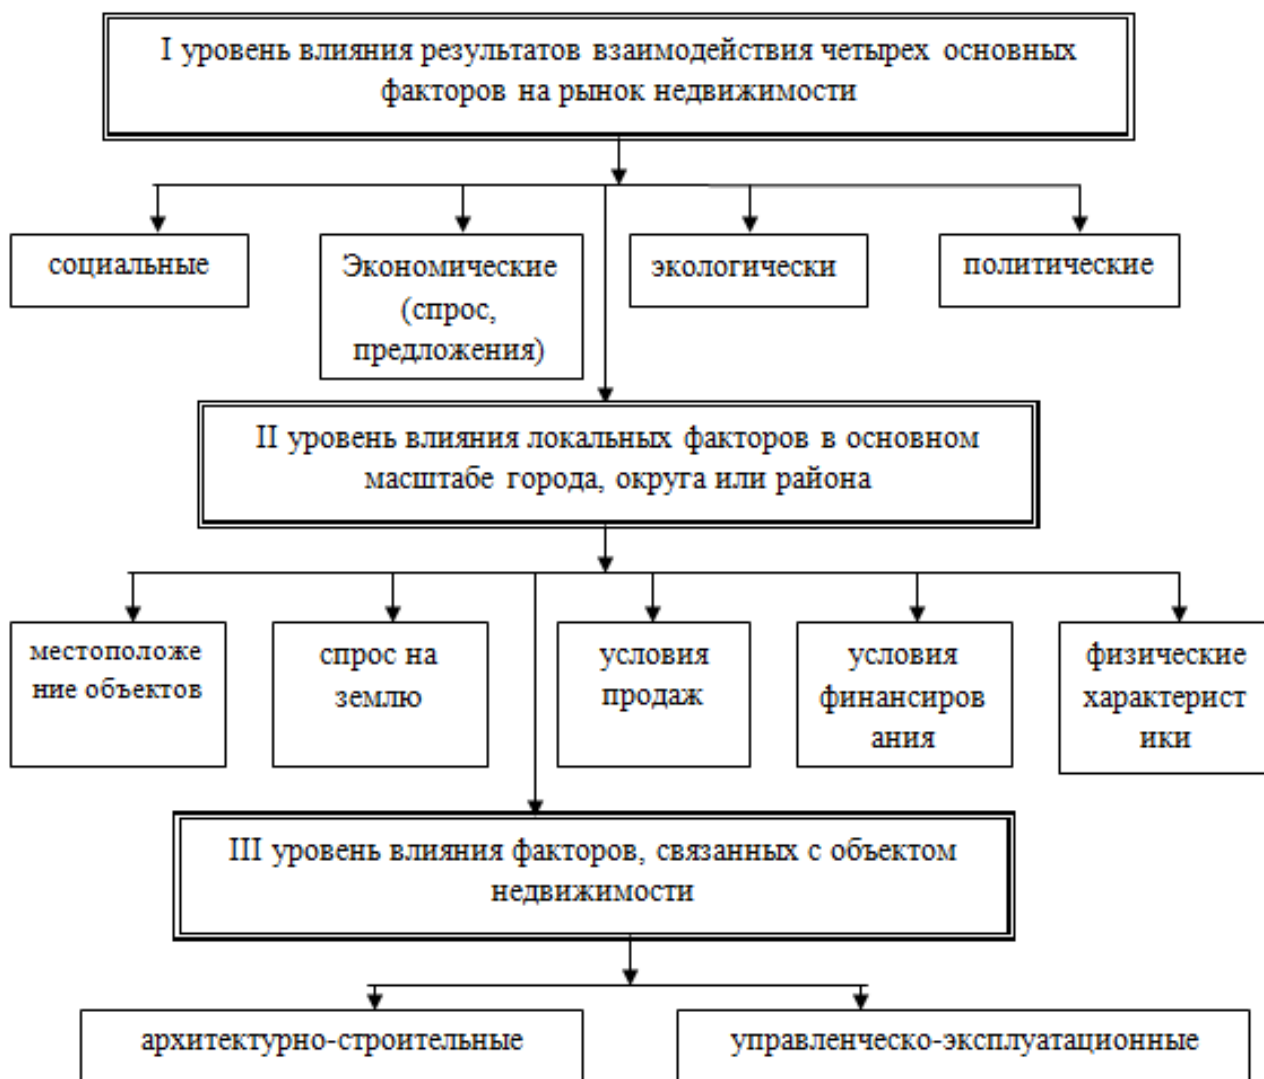 I уровень влияния результатов взаимодействия четырех основных
факторов на рынок недвижимости
социальные
Экономические
(спрос,
предложения)
экологически
политические
II уровень влияния локальных факторов в основном
масштабе города, округа или района
местоположе
ние объектов
спрос на
землю
условия
продаж
условия
финансиров
ания
физические
характерист
ики
III уровень влияния факторов, связанных с объектом
недвижимости
архитектурно-строительные
управленческо-эксплуатационные